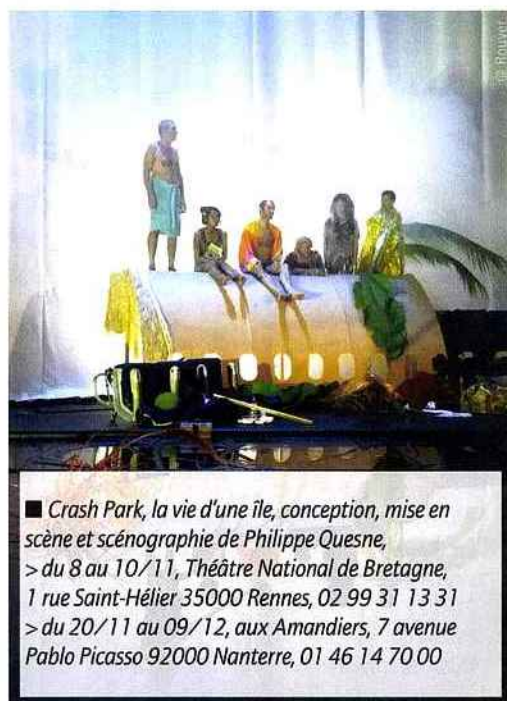 © Rouyer
■ Crash Park, la vie d'une île, conception, mise en
scène et scénographie de Philippe Quesne,
> du 8 au 10/11, Théâtre National de Bretagne,
1 rue Saint-Hélier 35000 Rennes, 02 99 31 13 31
> du 20/11 au 09/12, aux Amandiers, 7 avenue
Pablo Picasso 92000 Nanterre, 01 46 14 70 00